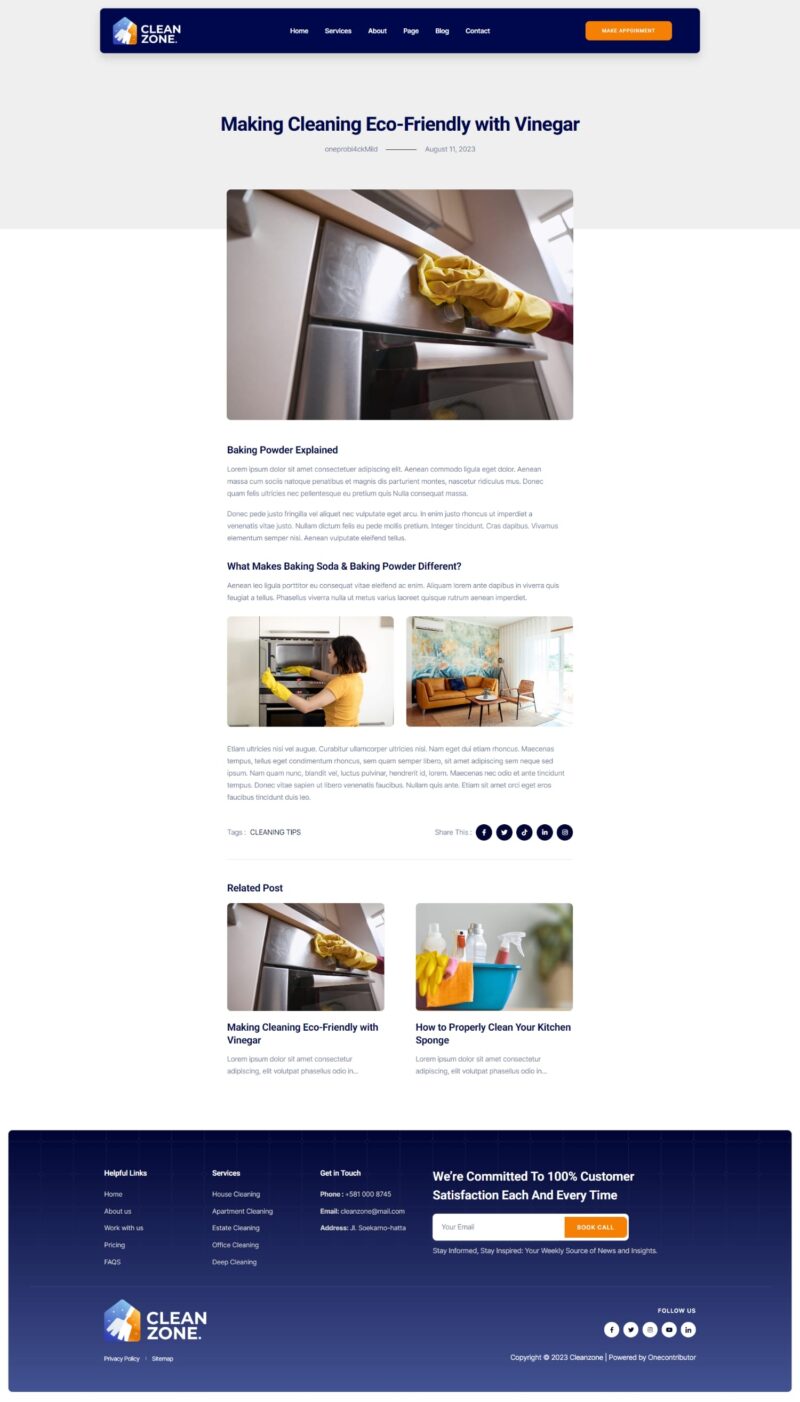 CLEAN
ZONE.
Home Services About Page Blog Contact
MAKE APPOINMENT
Making Cleaning Eco-Friendly with Vinegar
oneprobi4ckMild August 11, 2023
Baking Powder Explained
Lorem ipsum dolor sit amet consectetuer adipiscing elit. Aenean commodo ligula eget dolor. Aenean
massa cum sociis natoque penatibus et magnis dis parturient montes, nascetur ridiculus mus. Donec
quam felis ultricies nec pellentesque eu pretium quis Nulla consequat massa.
Donec pede justo fringilla vel aliquet nec vulputate eget arcu. In enim justo rhoncus ut imperdiet a
venenatis vitae justo. Nullam dictum felis eu pede mollis pretium. Integer tincidunt. Cras dapibus. Vivamus
elementum semper nisi. Aenean vulputate eleifend tellus.
What Makes Baking Soda & Baking Powder Different?
Aenean leo ligula porttitor eu consequat vitae eleifend ac enim. Aliquam lorem ante dapibus in viverra quis
feugiat a tellus. Phasellus viverra nulla ut metus varius laoreet quisque rutrum aenean imperdiet.
Etiam ultricies nisi vel augue. Curabitur ullamcorper ultricies nisi. Nam eget dui etiam rhoncus. Maecenas
tempus, tellus eget condimentum rhoncus, sem quam semper libero, sit amet adipiscing sem neque sed
ipsum. Nam quam nunc, blandit vel, luctus pulvinar, hendrerit id, lorem. Maecenas nec odio et ante tincidunt
tempus. Donec vitae sapien ut libero venenatis faucibus. Nullam quis ante. Etiam sit amet orci eget eros
faucibus tincidunt duis leo.
Tags : CLEANING TIPS
Share This :
Related Post
Making Cleaning Eco-Friendly with
Vinegar
Lorem ipsum dolor sit amet consectetur
adipiscing, elit volutpat phasellus odio in...
How to Properly Clean Your Kitchen
Sponge
Lorem ipsum dolor sit amet consectetur
adipiscing, elit volutpat phasellus odio in...
Helpful Links
Home
About us
Work with us
Pricing
FAQS
Services
House Cleaning
Apartment Cleaning
Estate Cleaning
Office Cleaning
Deep Cleaning
Get in Touch
Phone : +581 000 8745
Email: cleanzone@mail.com
Address: Jl. Soekarno-hatta
We're Committed To 100% Customer
Satisfaction Each And Every Time
Your Email
BOOK CALL
Stay Informed, Stay Inspired: Your Weekly Source of News and Insights.
CLEAN
ZONE.
Privacy Policy Sitemap
FOLLOW US
Copyright © 2023 Cleanzone | Powered by Onecontributor